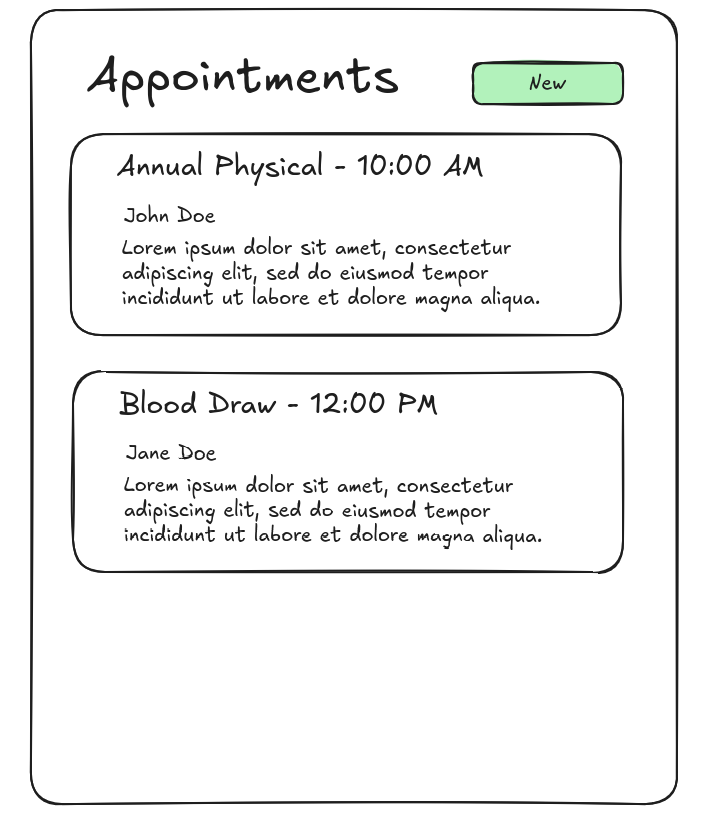 Appointments
New
Annual Physical - 10:00 AM
John Doe
Lorem ipsum dolor sit amet, consectetur
adipiscing elit, sed do eiusmod tempor
incididunt ut labore et dolore magna aliqua.
Blood Draw - 12:00 PM
Jane Doe
Lorem ipsum dolor sit amet, consectetur
adipiscing elit, sed do eiusmod tempor
incididunt ut labore et dolore magna aliqua.